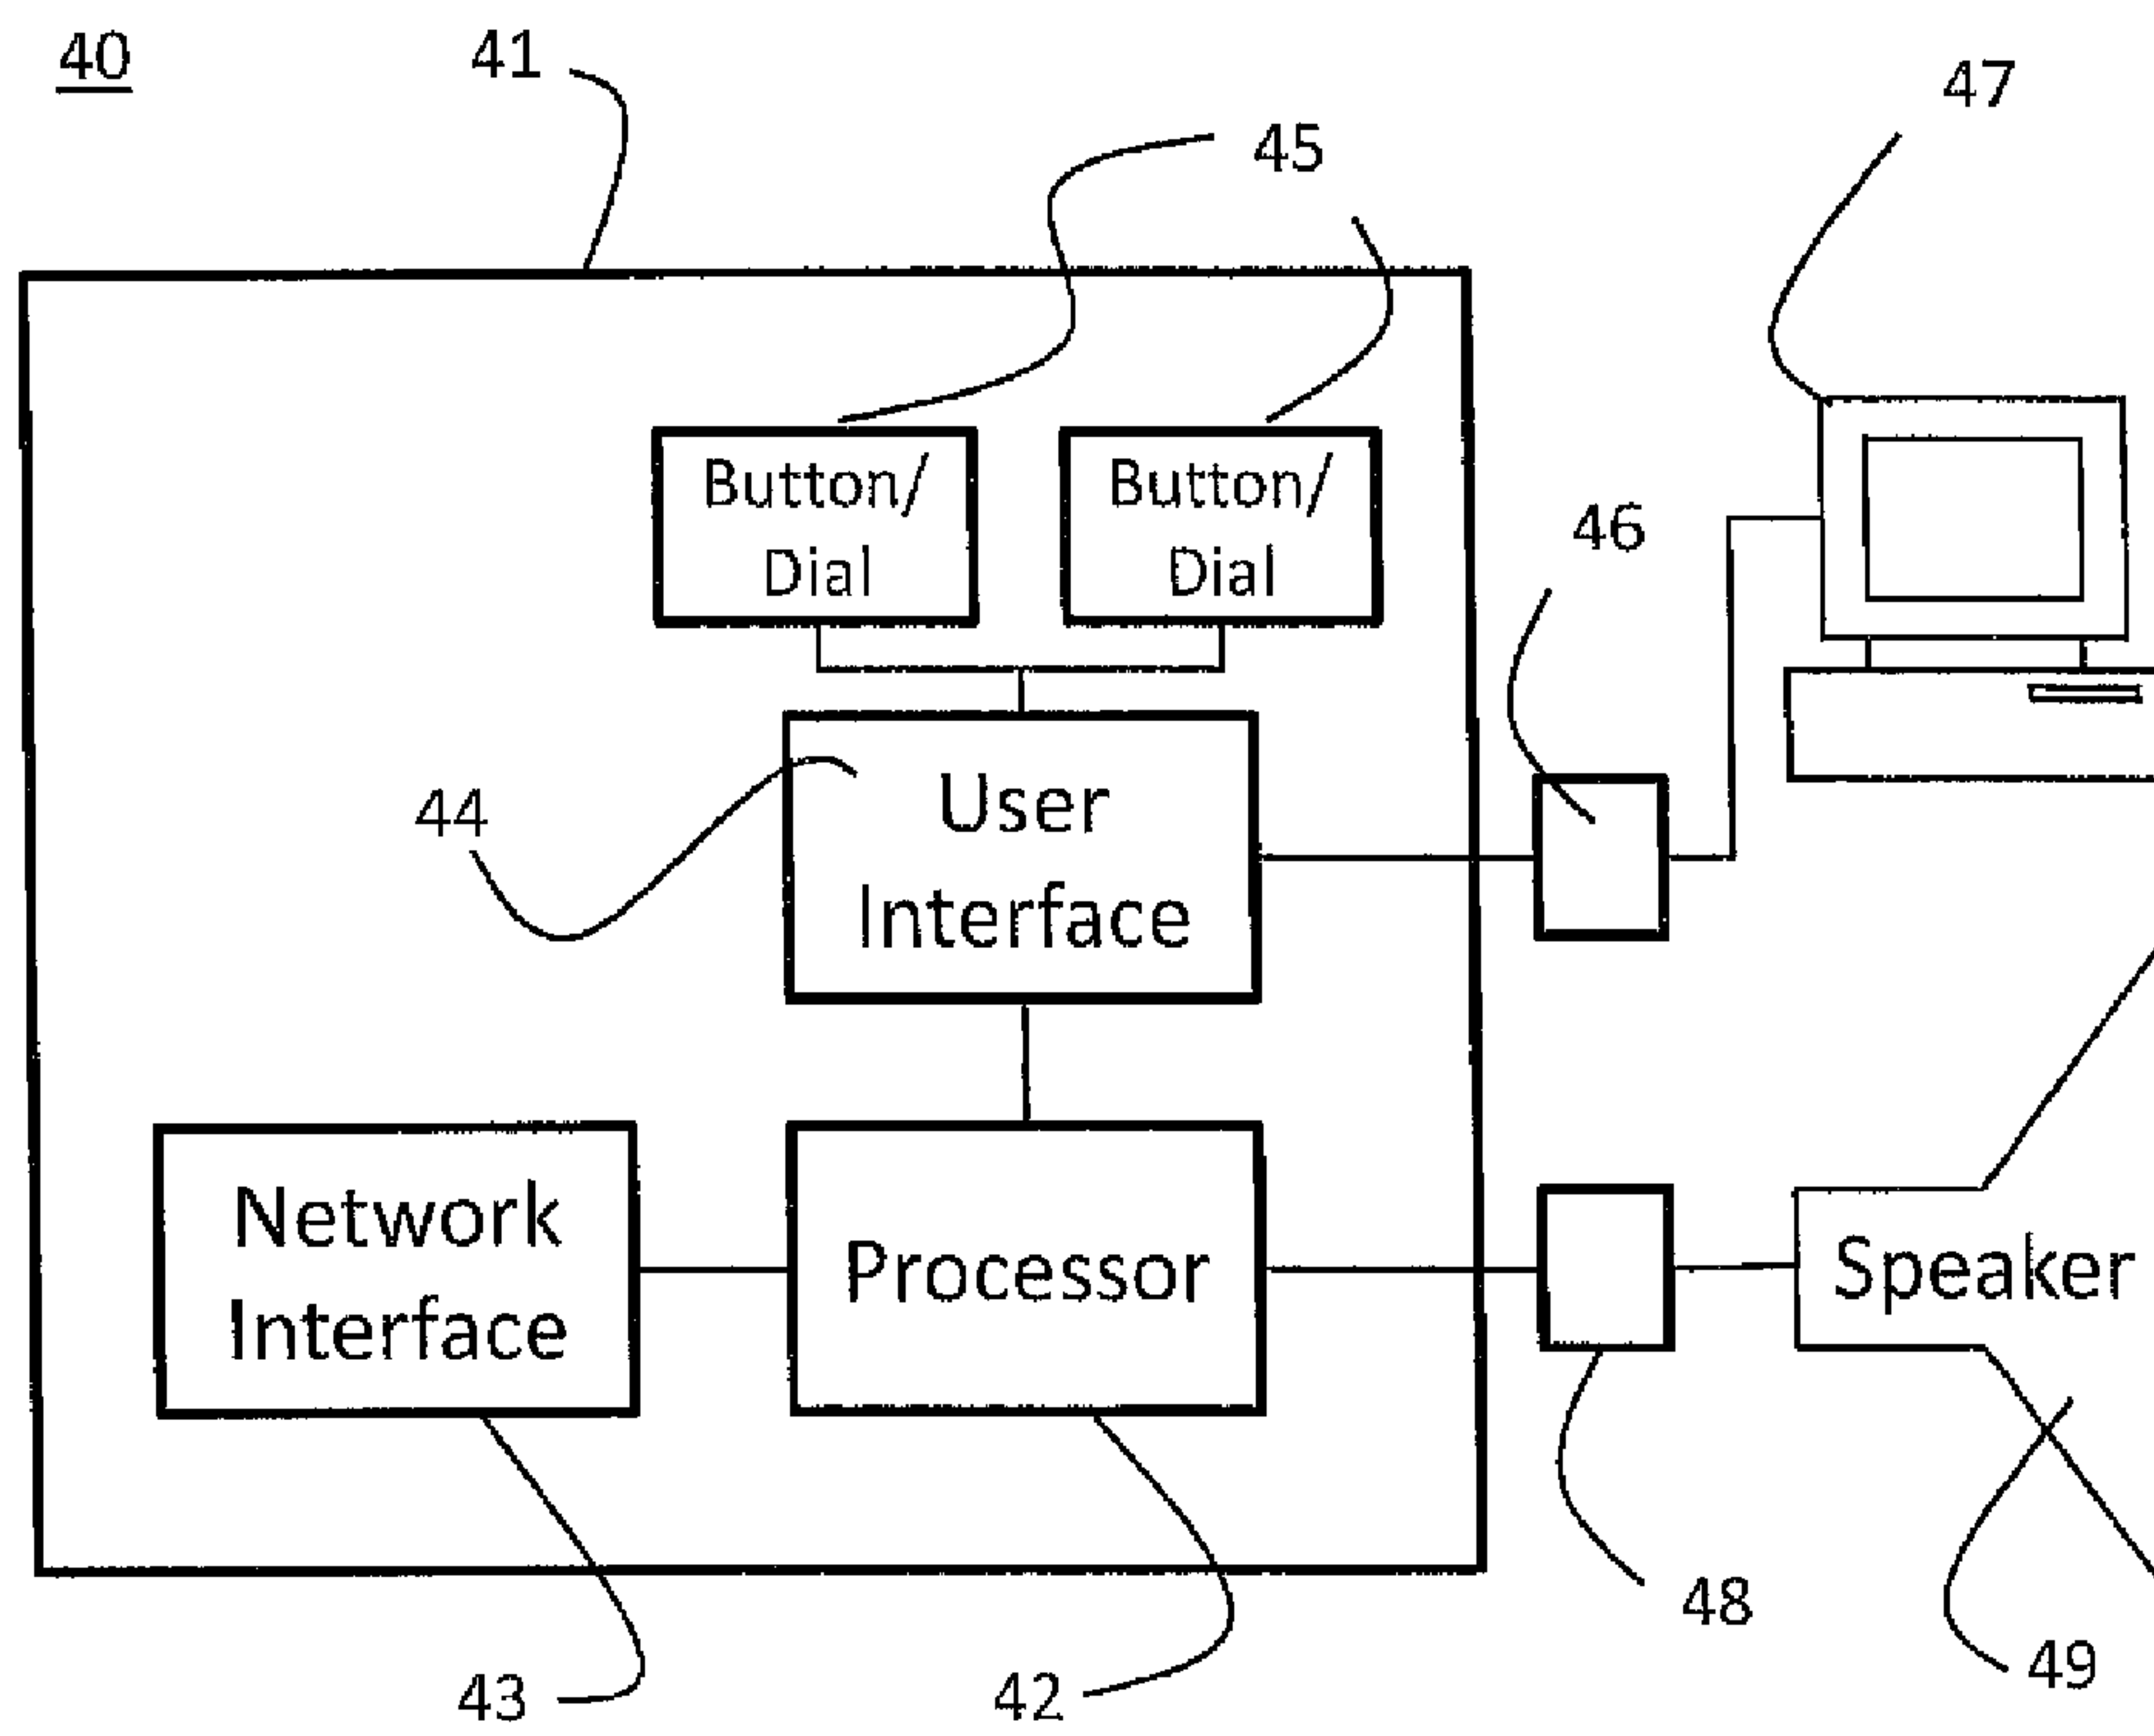 40
41
45
47
Button/
Dial
Button/
Dial
46
44
User
Interface
Network
Interface
Processor
Speaker
48
49
43
42